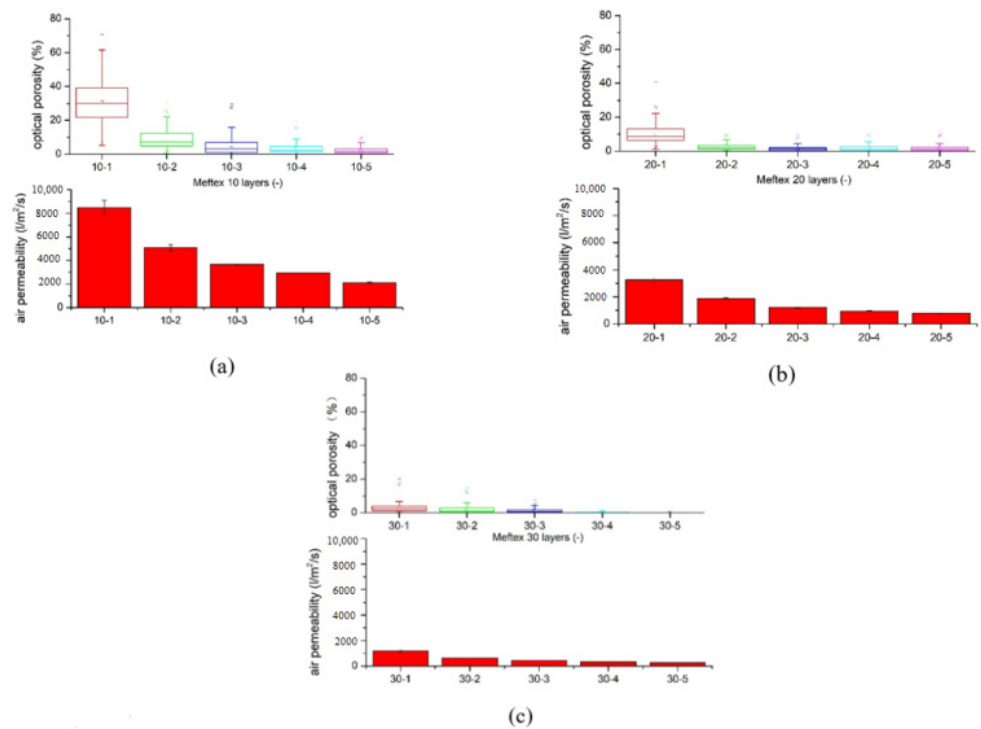 80
60
40
20
0
optical porosity (%)
10-1 10-2 10-3 10-4 10-5
Meftex 10 layers (-)
10,000
8000
6000
4000
2000
0
air permeability (l/m²/s)
10-1 10-2 10-3 10-4 10-5
(a)
80
60
40
20
0
optical porosity (%)
20-1 20-2 20-3 20-4 20-5
Meftex 20 layers (-)
10,000
8000
6000
4000
2000
0
air permeability (l/m²/s)
20-1 20-2 20-3 20-4 20-5
(b)
80
60
40
20
0
optical porosity （%）
30-1 30-2 30-3 30-4 30-5
Meftex 30 layers (-)
10,000
8000
6000
4000
2000
0
air permeability (l/m²/s)
30-1 30-2 30-3 30-4 30-5
(c)